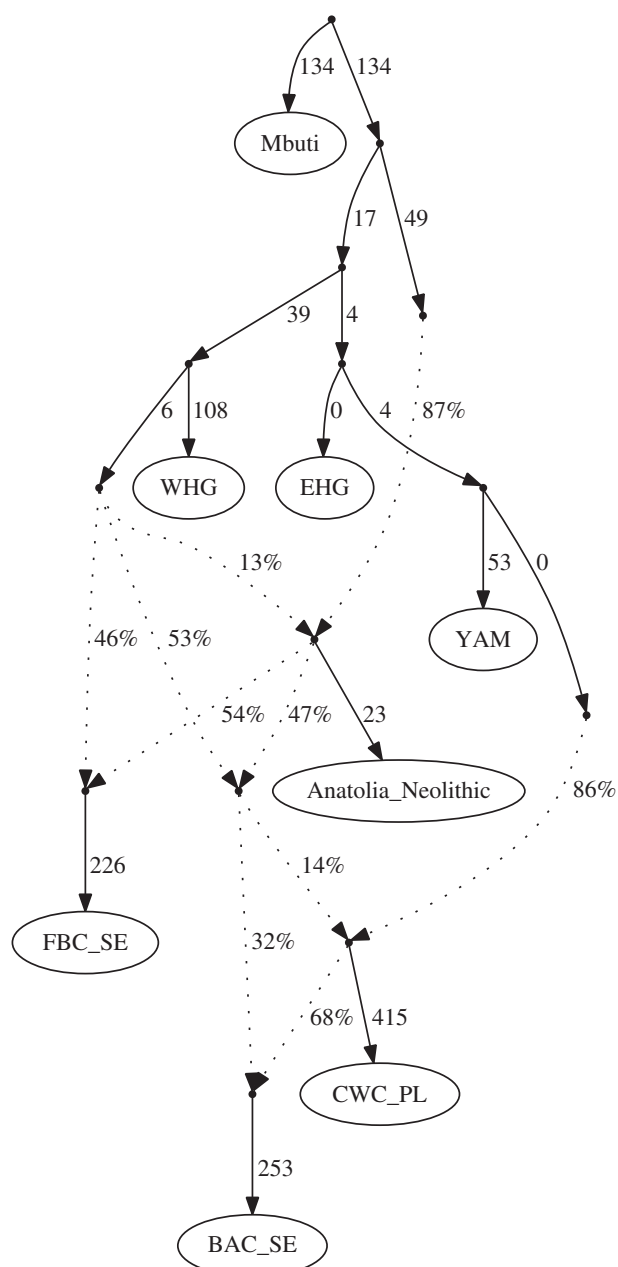 134 134
Mbuti
17 49
39 4
6 108 0 4 87%
WHG EHG
13% 53 0
46% 53% YAM
54% 47% 23
Anatolia_Neolithic 86%
226 14%
FBC_SE 32%
68% 415
CWC_PL
253
BAC_SE